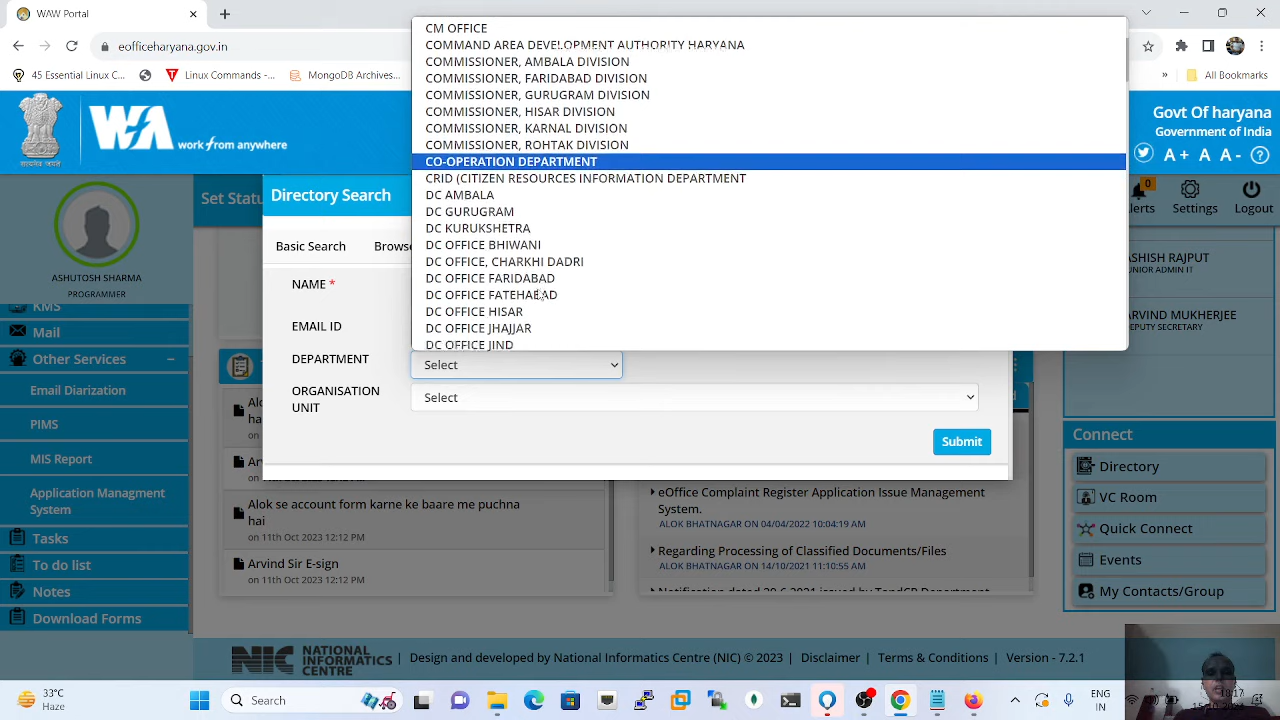 WAW Portal
eofficeharyana.gov.in
45 Essential Linux C...
Linux Commands -...
MongoDB Archives...
All Bookmarks
WA work from anywhere
सत्यमेव जयते
Govt Of haryana
Government of India
A+ A A- ?
Set Statu
0
lerts
Settings
Logout
ASHUTOSH SHARMA
PROGRAMMER
KMS
Mail
Other Services
Email Diarization
PIMS
MIS Report
Application Managment
System
Tasks
To do list
Notes
Download Forms
Directory Search
Basic Search
Brows
NAME *
EMAIL ID
DEPARTMENT
Select
ORGANISATION
UNIT
Select
Submit
CM OFFICE
COMMAND AREA DEVELOPMENT AUTHORITY HARYANA
COMMISSIONER, AMBALA DIVISION
COMMISSIONER, FARIDABAD DIVISION
COMMISSIONER, GURUGRAM DIVISION
COMMISSIONER, HISAR DIVISION
COMMISSIONER, KARNAL DIVISION
COMMISSIONER, ROHTAK DIVISION
CO-OPERATION DEPARTMENT
CRID (CITIZEN RESOURCES INFORMATION DEPARTMENT
DC AMBALA
DC GURUGRAM
DC KURUKSHETRA
DC OFFICE BHIWANI
DC OFFICE, CHARKHI DADRI
DC OFFICE FARIDABAD
DC OFFICE FATEHABAD
DC OFFICE HISAR
DC OFFICE JHAJJAR
DC OFFICE JIND
ASHISH RAJPUT
UNIOR ADMIN IT
ARVIND MUKHERJEE
DEPUTY SECRETARY
Alok se account form karne ke baare me puchna
hai
on 11th Oct 2023 12:12 PM
Arvind Sir E-sign
on 11th Oct 2023 12:12 PM
eOffice Complaint Register Application Issue Management
System.
ALOK BHATNAGAR ON 04/04/2022 10:04:19 AM
Regarding Processing of Classified Documents/Files
ALOK BHATNAGAR ON 14/10/2021 11:10:55 AM
Connect
Directory
VC Room
Quick Connect
Events
My Contacts/Group
NIC NATIONAL
INFORMATICS
CENTRE
| Design and developed by National Informatics Centre (NIC) © 2023 | Disclaimer | Terms & Conditions | Version - 7.2.1
33°C
Haze
Search
ENG
IN
18:17